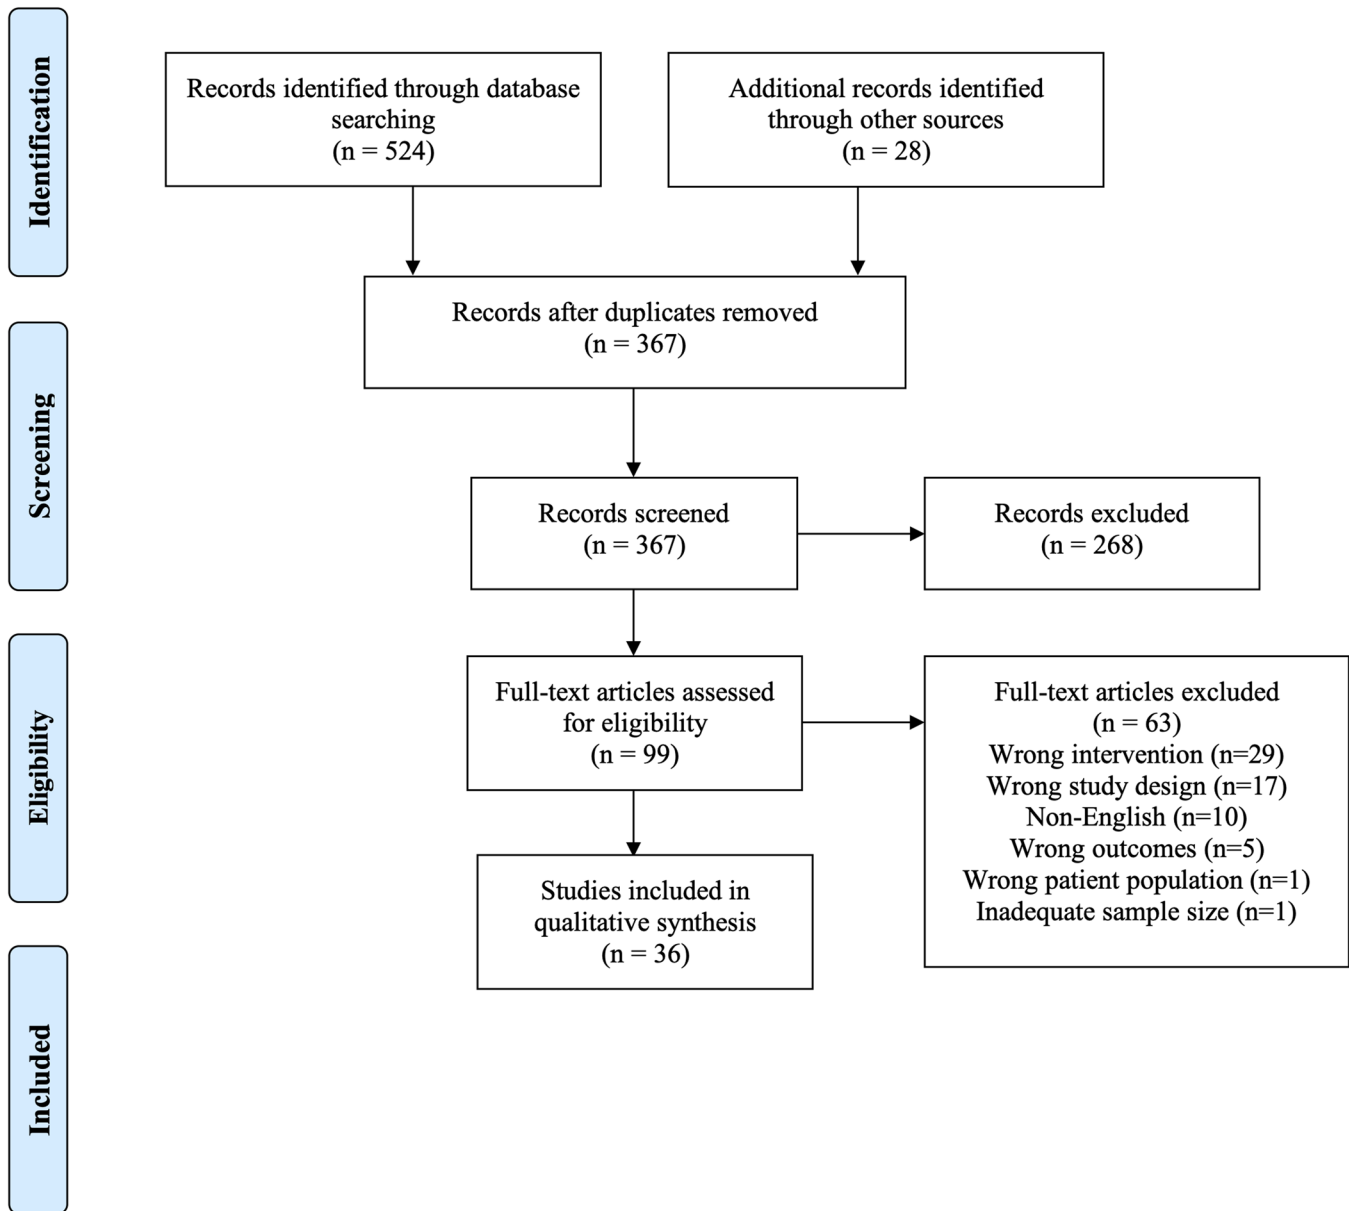 Identification
Records identified through database
searching
(n = 524)
Additional records identified
through other sources
(n = 28)
Records after duplicates removed
(n = 367)
Screening
Records screened
(n = 367)
Records excluded
(n = 268)
Eligibility
Full-text articles assessed
for eligibility
(n = 99)
Full-text articles excluded
(n = 63)
Wrong intervention (n=29)
Wrong study design (n=17)
Non-English (n=10)
Wrong outcomes (n=5)
Wrong patient population (n=1)
Inadequate sample size (n=1)
Studies included in
qualitative synthesis
(n = 36)
Included